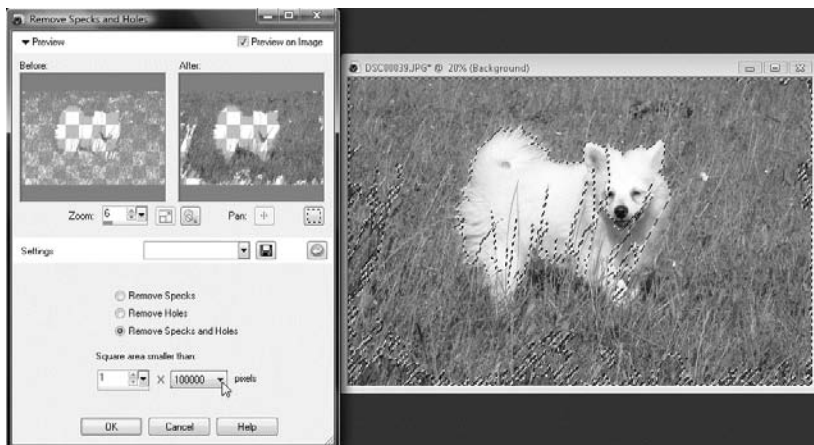 Remove Specks and Holes
Preview
Preview on Image
Before:
After:
Zoom: 6
Pan:
Settings
Remove Specks
Remove Holes
Remove Specks and Holes
Square area smaller than:
1 X 100000 pixels
OK Cancel Help
DSC00039.JPG* @ 20% (Background)